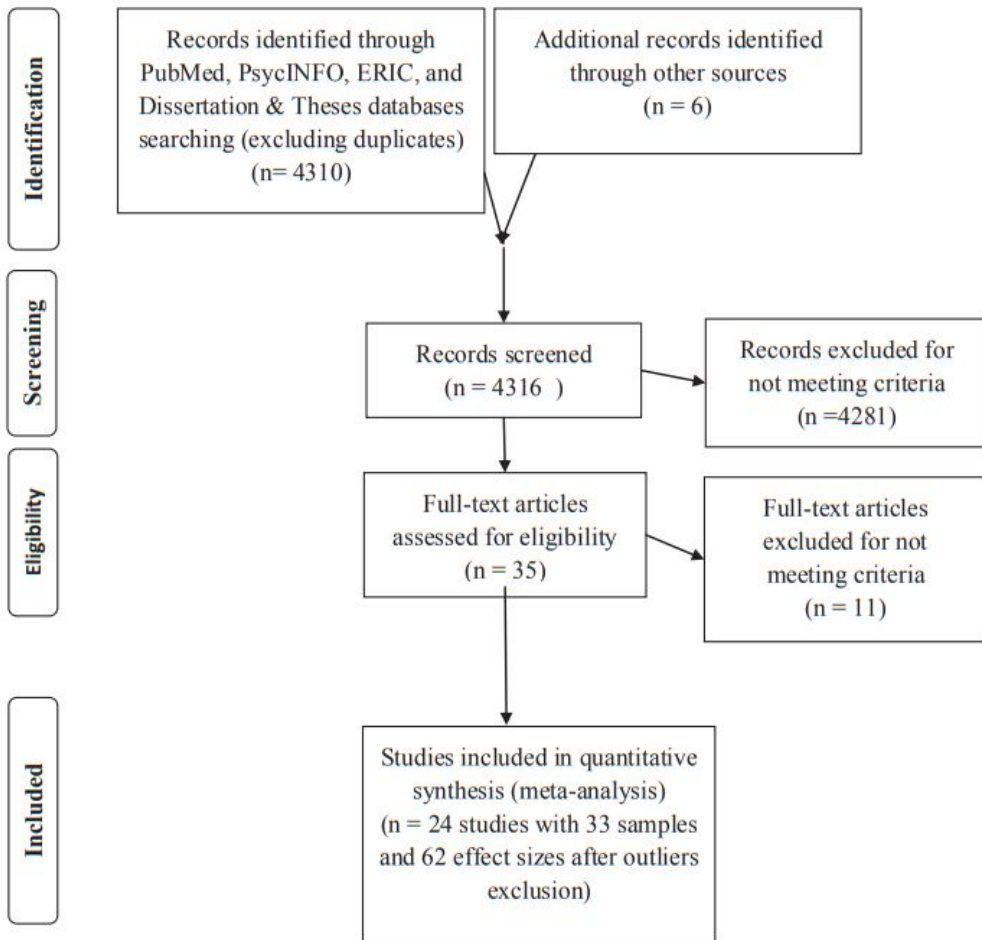 Identification
Records identified through
PubMed, PsycINFO, ERIC, and
Dissertation & Theses databases
searching (excluding duplicates)
(n= 4310)
Additional records identified
through other sources
(n = 6)
Screening
Records screened
(n = 4316  )
Records excluded for
not meeting criteria
(n =4281)
Eligibility
Full-text articles
assessed for eligibility
(n = 35)
Full-text articles
excluded for not
meeting criteria
(n = 11)
Included
Studies included in quantitative
synthesis (meta-analysis)
(n = 24 studies with 33 samples
and 62 effect sizes after outliers
exclusion)